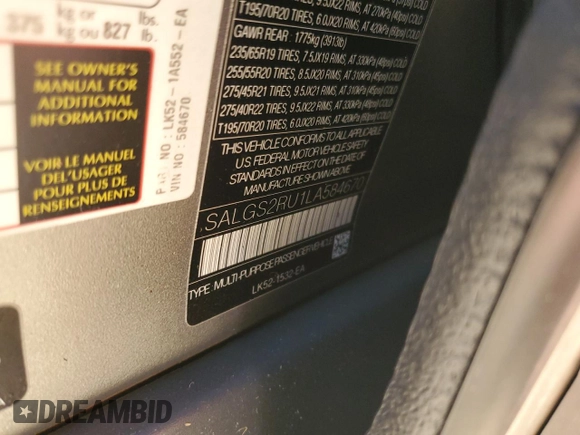 375
kg or
kg ou 827
lbs.
lb.
SEE OWNER'S
MANUAL FOR
ADDITIONAL
INFORMATION
VOIR LE MANUEL
DE L'USAGER
POUR PLUS DE
RENSEIGNEMENTS
NO : LK52-1A552-EA
VIN NO : 584670
T195/70R20 TIRES, 6.0JX20 RIMS, AT 420kPa (60psi) COLD
GAWR REAR : 1775kg (3913lb)
235/65R19 TIRES, 7.5JX19 RIMS, AT 330kPa (48psi) COLD
255/55R20 TIRES, 8.5JX20 RIMS, AT 310kPa (45psi) COLD
275/45R21 TIRES, 9.5JX21 RIMS, AT 310kPa (45psi) COLD
275/40R22 TIRES, 9.5JX22 RIMS, AT 330kPa (48psi) COLD
T195/70R20 TIRES, 6.0JX20 RIMS, AT 420kPa (60psi) COLD
THIS VEHICLE CONFORMS TO ALL APPLICABLE
U.S. FEDERAL MOTOR VEHICLE SAFETY
STANDARDS IN EFFECT ON THE DATE OF
MANUFACTURE SHOWN ABOVE.
SALGS2RU1LA584670
TYPE: MULTI-PURPOSE PASSENGER VEHICLE
LK52-1532-EA
DREAMBID